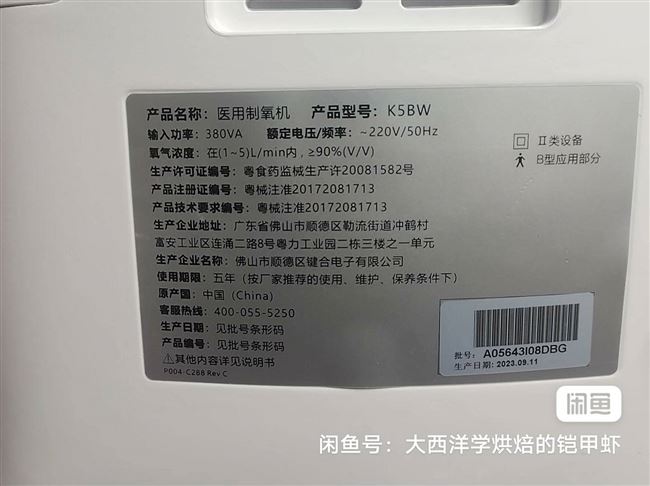 产品名称：医用制氧机 产品型号：K5BW
输入功率：380VA 额定电压/频率：~220V/50Hz
氧气浓度：在(1~5)L/min内，≥90%(V/V)
生产许可证编号：粤食药监械生产许20081582号
产品注册证编号：粤械注准20172081713
产品技术要求编号：粤械注准20172081713
生产企业地址：广东省佛山市顺德区勒流街道冲鹤村
富安工业区连涌二路8号粤力工业园二栋三楼之一单元
生产企业名称：佛山市顺德区键合电子有限公司
使用期限：五年（按厂家推荐的使用、维护、保养条件下）
原产国：中国（China）
客服热线：400-055-5250
生产日期：见批号条形码
产品编号：见批号条形码
其他内容详见说明书
P004-C288 Rev C
II类设备
B型应用部分
批号：A05643I08DBG
生产日期：2023.09.11
闲鱼
闲鱼号：大西洋学烘焙的铠甲虾